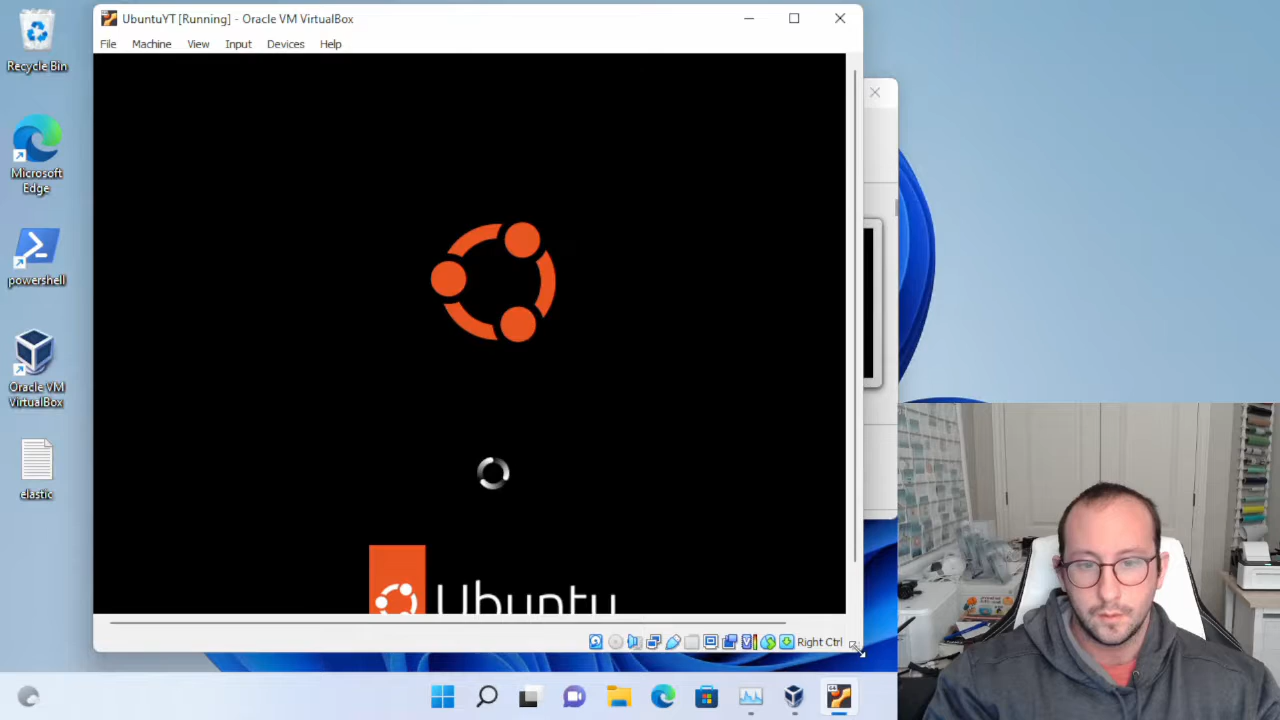 UbuntuYT [Running] - Oracle VM VirtualBox
File Machine View Input Devices Help
Recycle Bin
Microsoft
Edge
powershell
Oracle VM
VirtualBox
elastic
Ubuntu
Right Ctrl